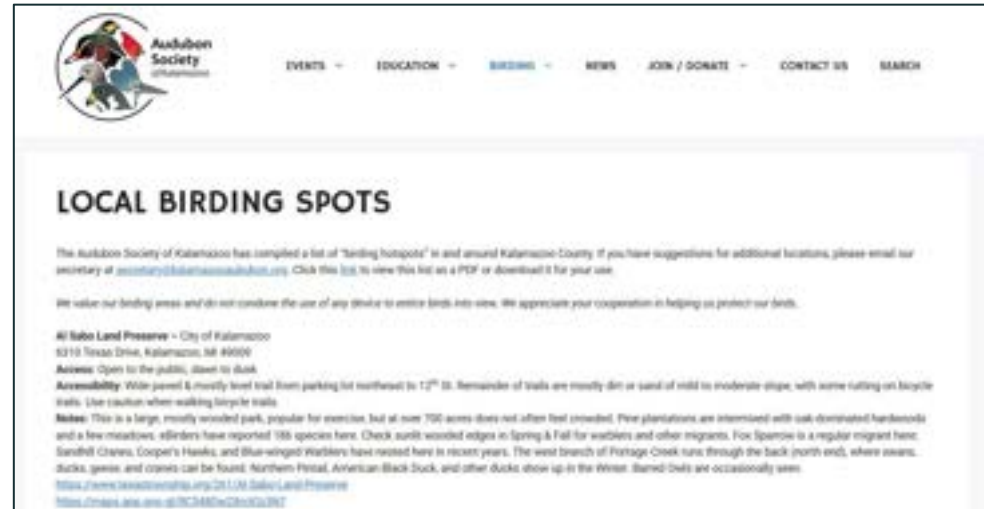 Audubon
Society
of Kalamazoo
EVENTS EDUCATION BIRDING NEWS JOIN / DONATE CONTACT US SEARCH
LOCAL BIRDING SPOTS
The Audubon Society of Kalamazoo has compiled a list of "birding hotspots" in and around Kalamazoo County. If you have suggestions for additional locations, please email our
secretary at secretary@kalamazooaudubon.org. Click this link to view this list as a PDF or download it for your use.
We value our birding areas and do not condone the use of any device to entice birds into view. We appreciate your cooperation in helping us protect our birds.
Al Sabo Land Preserve – City of Kalamazoo
6310 Texas Drive, Kalamazoo, MI 49009
Access: Open to the public, dawn to dusk
Accessibility: Wide paved & mostly level trail from parking lot northeast to 12th St. Remainder of trails are mostly dirt or sand of mild to moderate slope, with some rutting on bicycle
trails. Use caution when walking bicycle trails.
Notes: This is a large, mostly wooded park, popular for exercise, but at over 700 acres does not often feel crowded. Pine plantations are intermixed with oak-dominated hardwoods
and a few meadows. eBirders have reported 186 species here. Check sunlit wooded edges in Spring & Fall for warblers and other migrants. Fox Sparrow is a regular migrant here.
Sandhill Cranes, Cooper's Hawks, and Blue-winged Warblers have nested here in recent years. The west branch of Portage Creek runs through the back (north end), where swans,
ducks, geese, and cranes can be found. Northern Pintail, American Black Duck, and other ducks show up in the Winter. Barred Owls are occasionally seen.
https://www.texastownship.org/261/Al-Sabo-Land-Preserve